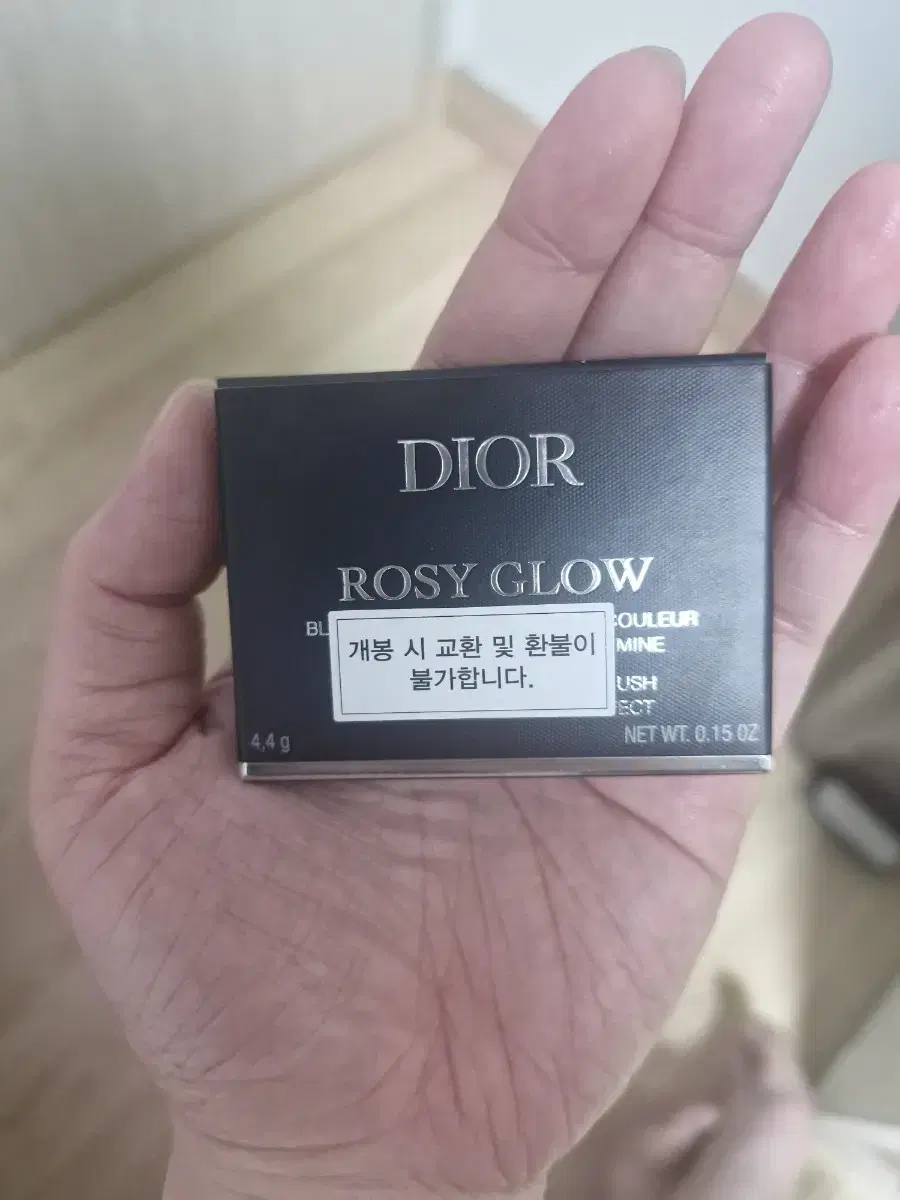 DIOR
ROSY GLOW
COULEUR
MINE
USH
ECT
개봉 시 교환 및 환불이
불가합니다.
4,4 g
NET WT. 0.15 OZ